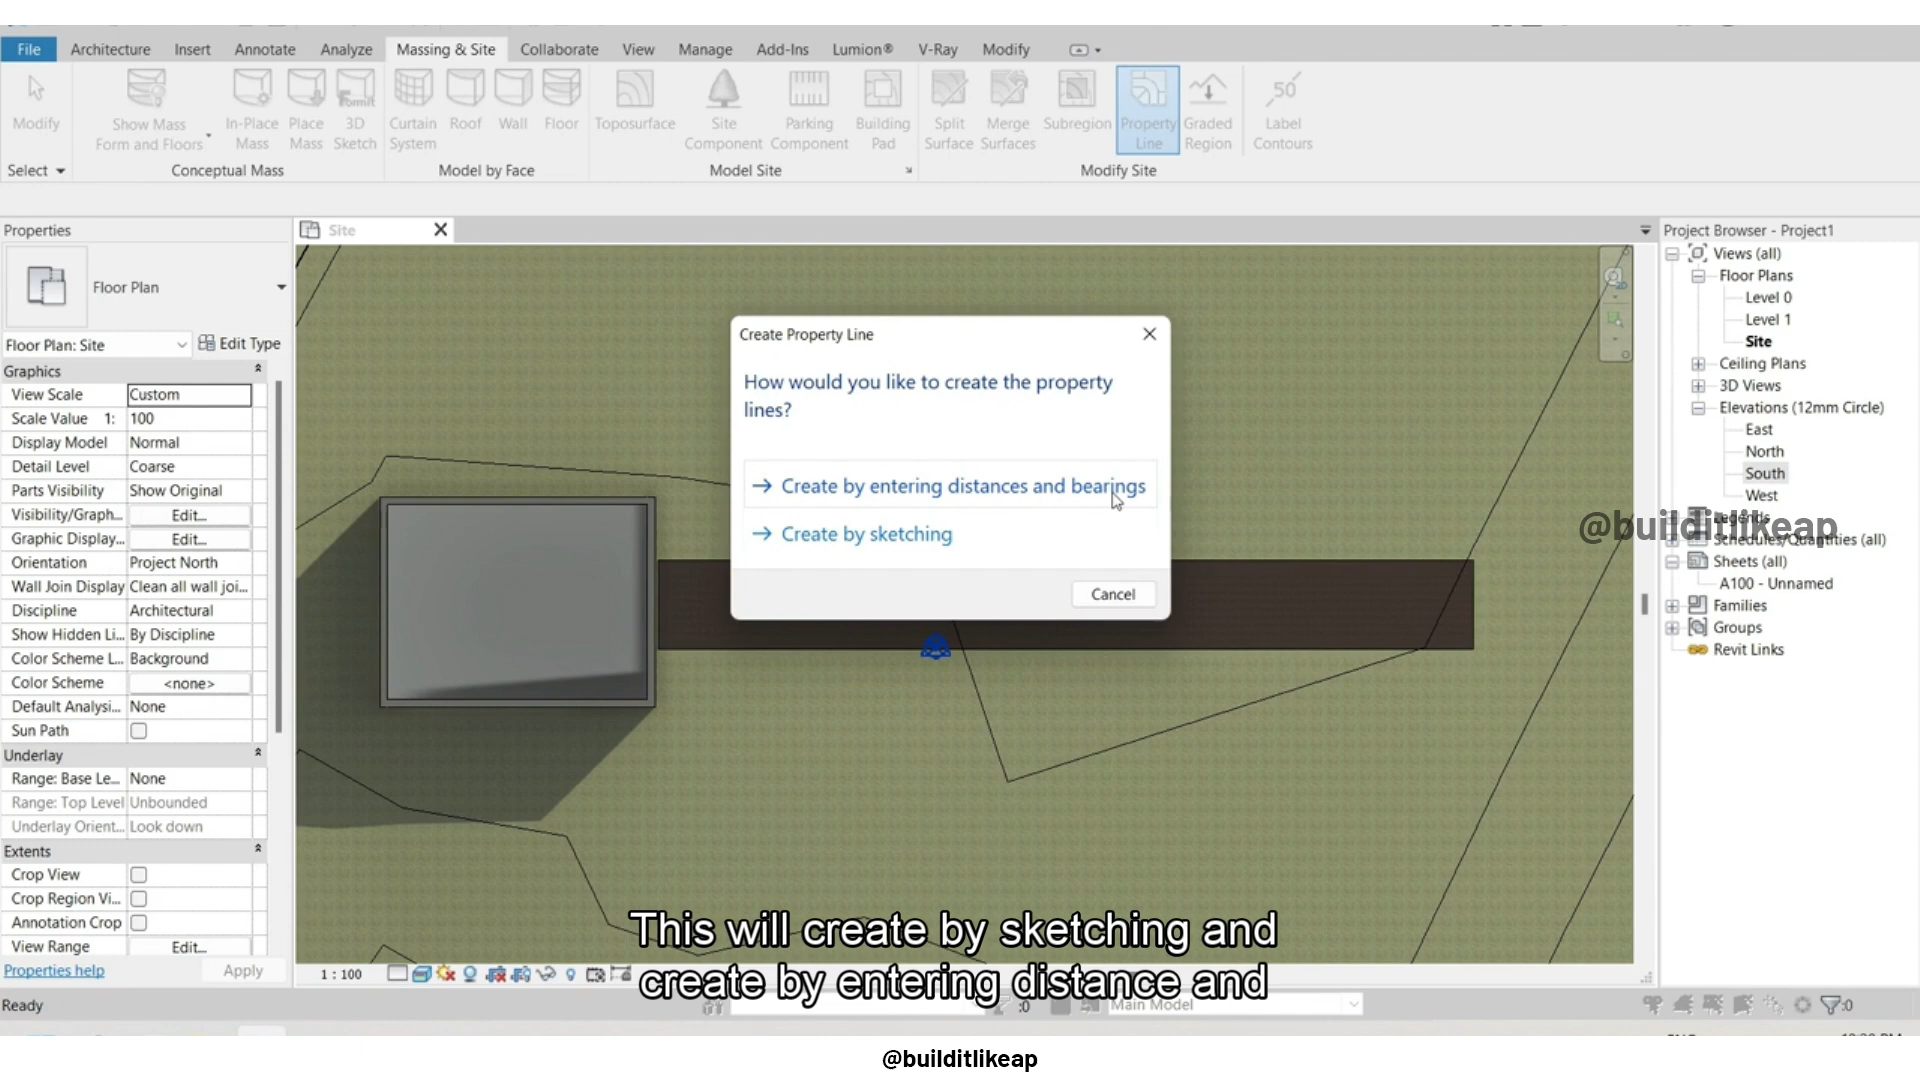 File Architecture Insert Annotate Analyze Massing & Site Collaborate View Manage Add-Ins Lumion® V-Ray Modify
Modify
Show Mass
Form and Floors
In-Place
Mass
Place
Mass
3D
Sketch
Curtain
System
Roof
Wall
Floor
Toposurface
Site
Component
Parking
Component
Building
Pad
Split
Surface
Merge
Surfaces
Subregion
Property
Line
Graded
Region
50
Label
Contours
Select
Conceptual Mass
Model by Face
Model Site
Modify Site
Properties
Floor Plan
Floor Plan: Site
Edit Type
Graphics
View Scale Custom
Scale Value 1: 100
Display Model Normal
Detail Level Coarse
Parts Visibility Show Original
Visibility/Graph... Edit...
Graphic Display... Edit...
Orientation Project North
Wall Join Display Clean all wall joi...
Discipline Architectural
Show Hidden Li... By Discipline
Color Scheme L... Background
Color Scheme <none>
Default Analysi... None
Sun Path
Underlay
Range: Base Le... None
Range: Top Level Unbounded
Underlay Orient... Look down
Extents
Crop View
Crop Region Vi...
Annotation Crop
View Range Edit...
Properties help
Apply
Ready
Site
Create Property Line
How would you like to create the property
lines?
Create by entering distances and bearings
Create by sketching
Cancel
1 : 100
:0
Main Model
:0
Project Browser - Project1
Views (all)
Floor Plans
Level 0
Level 1
Site
Ceiling Plans
3D Views
Elevations (12mm Circle)
East
North
South
West
Legends
Schedules/Quantities (all)
Sheets (all)
A100 - Unnamed
Families
Groups
Revit Links
@builditlikeap
This will create by sketching and
create by entering distance and
@builditlikeap